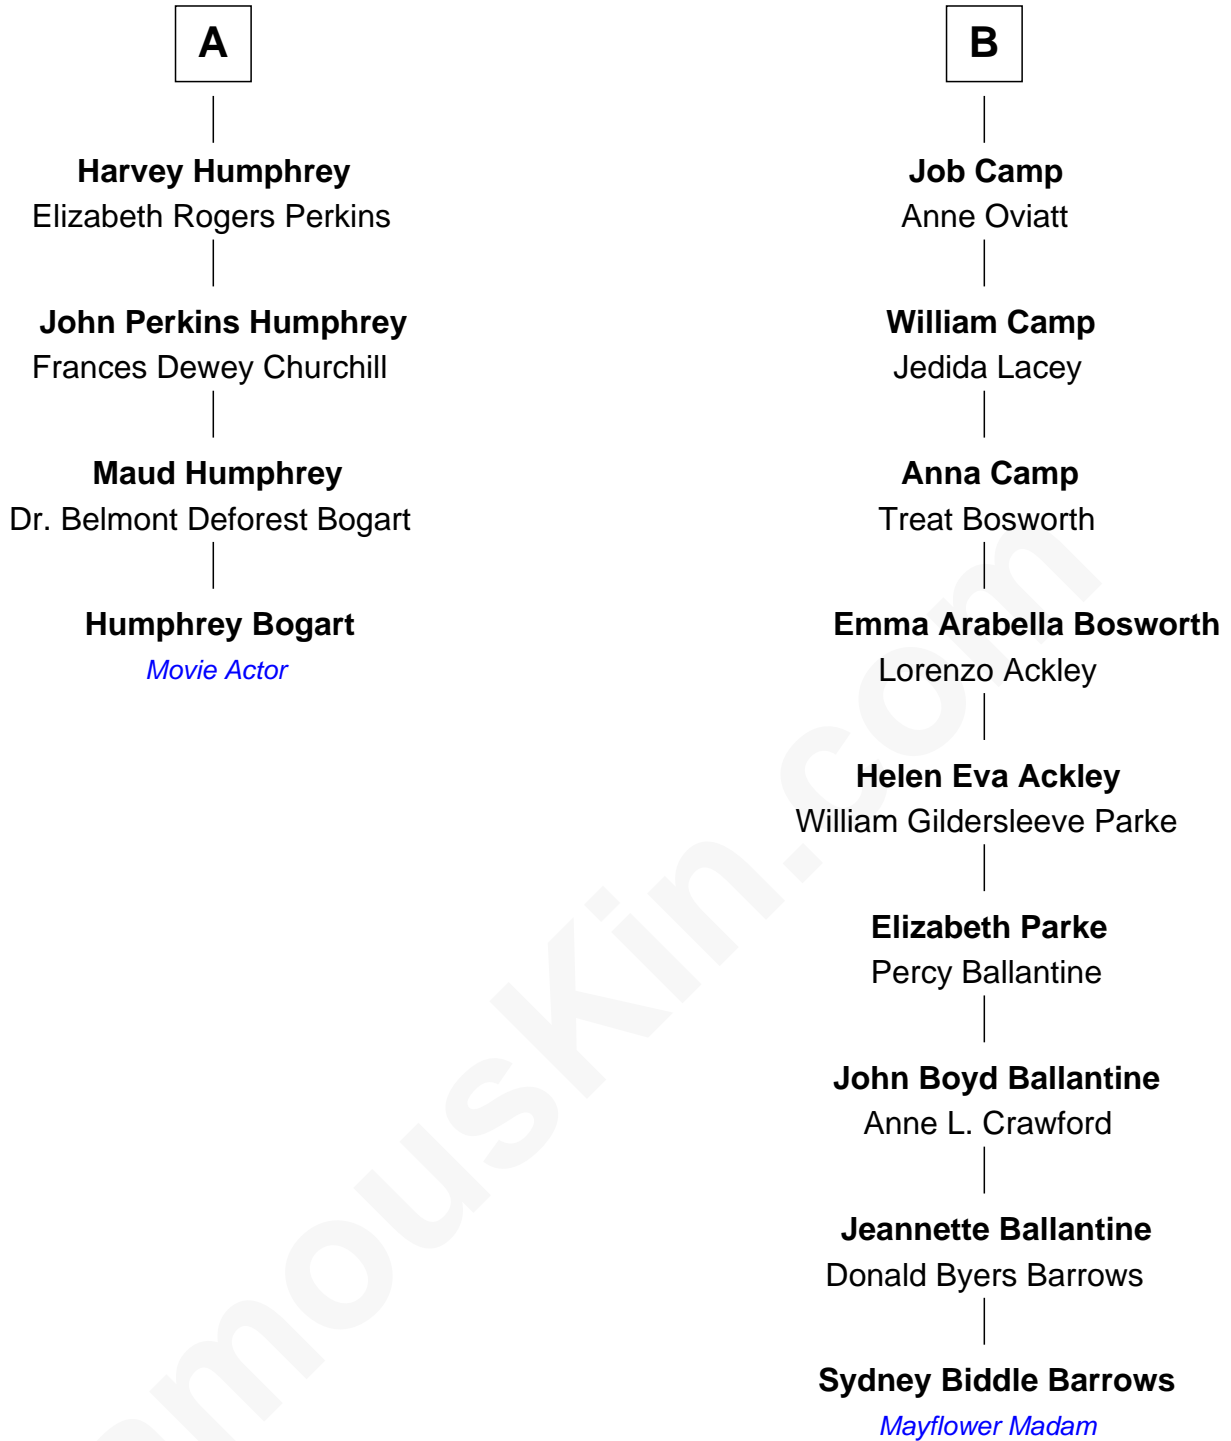 A
Harvey Humphrey
Elizabeth Rogers Perkins
John Perkins Humphrey
Frances Dewey Churchill
Maud Humphrey
Dr. Belmont Deforest Bogart
Humphrey Bogart
Movie Actor
B
Job Camp
Anne Oviatt
William Camp
Jedida Lacey
Anna Camp
Treat Bosworth
Emma Arabella Bosworth
Lorenzo Ackley
Helen Eva Ackley
William Gildersleeve Parke
Elizabeth Parke
Percy Ballantine
John Boyd Ballantine
Anne L. Crawford
Jeannette Ballantine
Donald Byers Barrows
Sydney Biddle Barrows
Mayflower Madam
amouskin.com